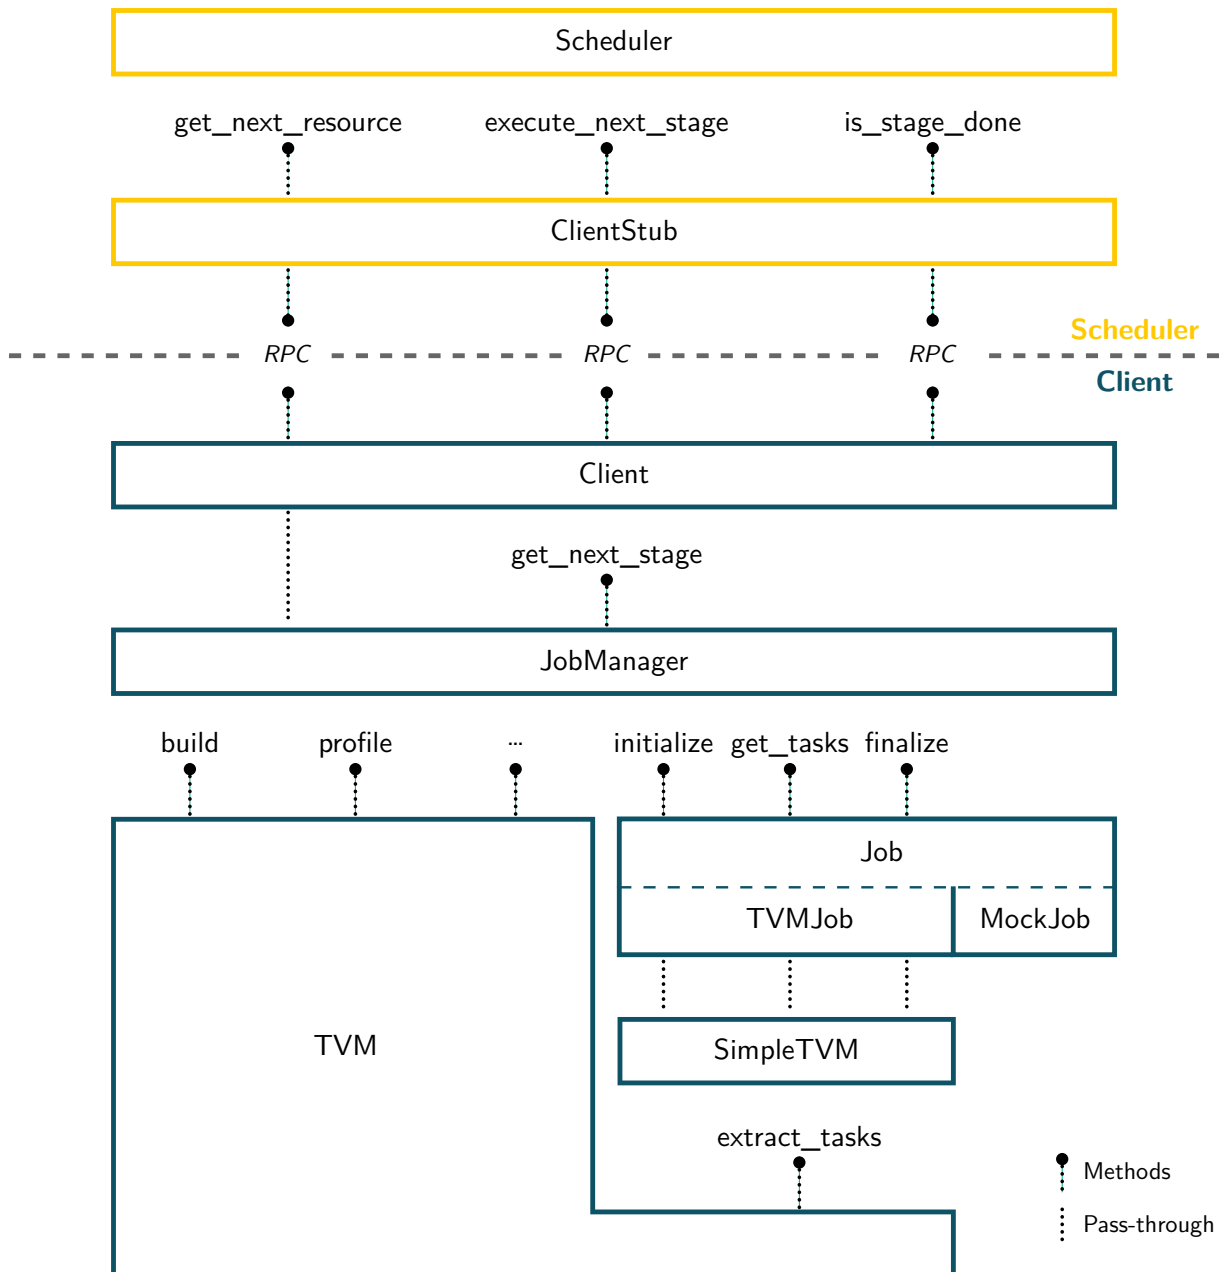 Scheduler
get_next_resource execute_next_stage is_stage_done
ClientStub
Scheduler
RPC RPC RPC
Client
Client
get_next_stage
JobManager
build profile ... initialize get_tasks finalize
Job
TVMJob MockJob
TVM SimpleTVM
extract_tasks
Methods
Pass-through